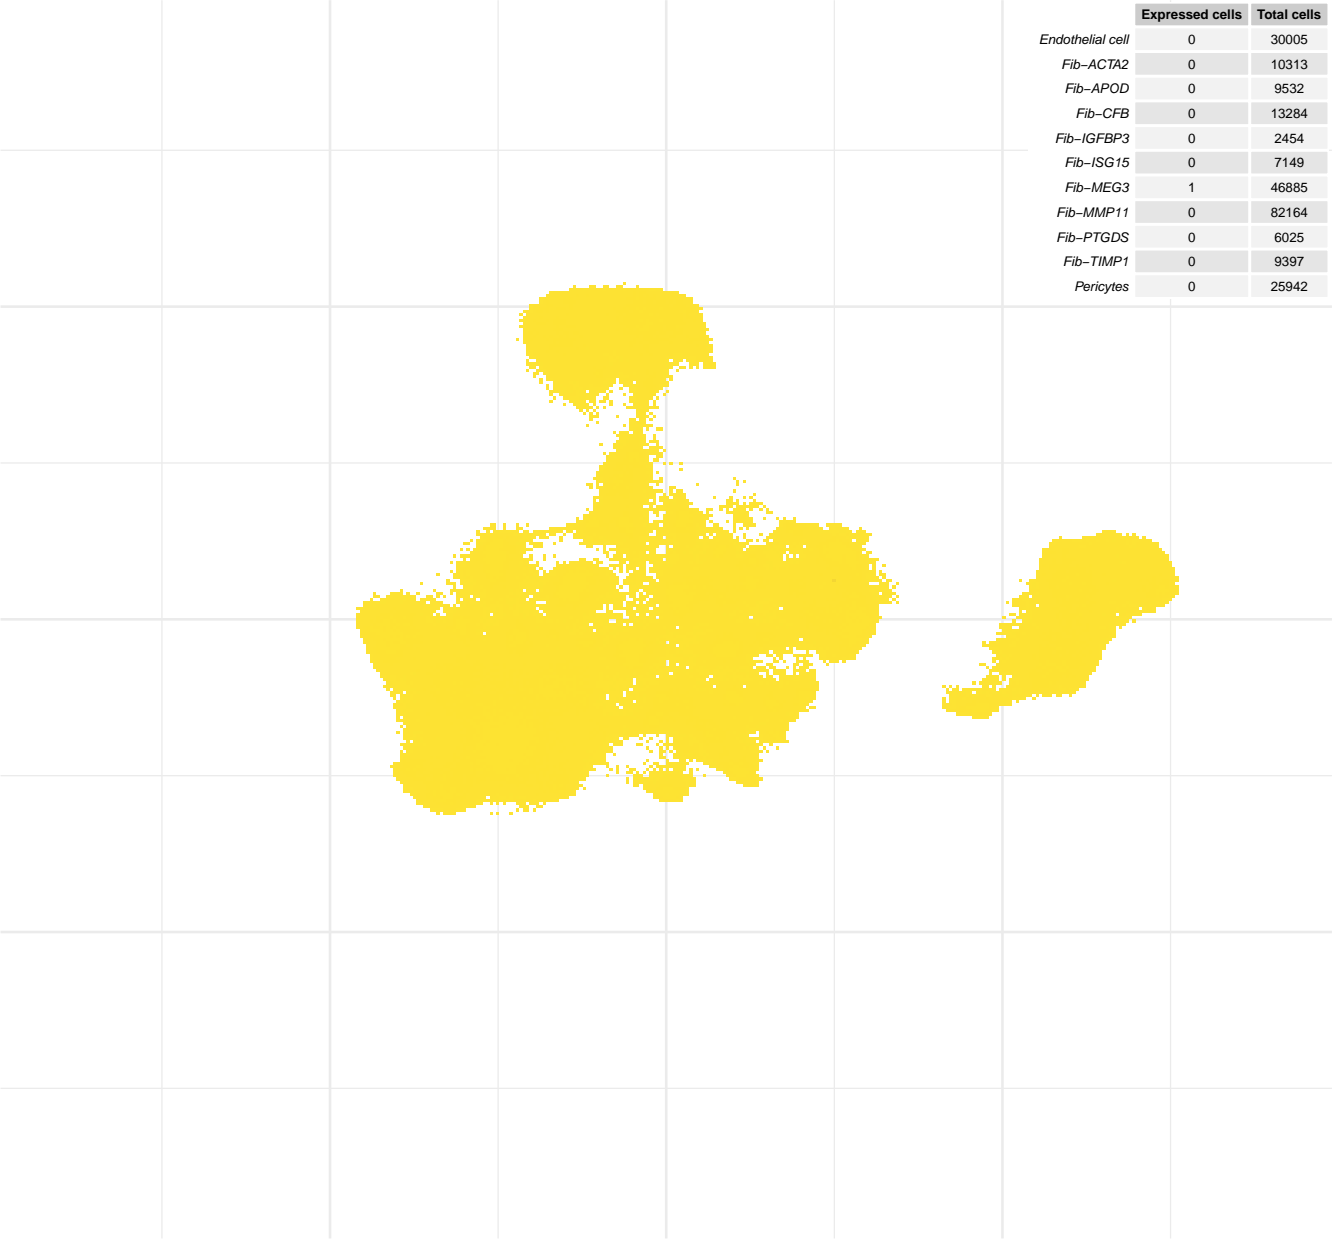 Expressed cells Total cells
Endothelial cell 0 30005
Fib−ACTA2 0 10313
Fib−APOD 0 9532
Fib−CFB 0 13284
Fib−IGFBP3 0 2454
Fib−ISG15 0 7149
Fib−MEG3 1 46885
Fib−MMP11 0 82164
Fib−PTGDS 0 6025
Fib−TIMP1 0 9397
Pericytes 0 25942